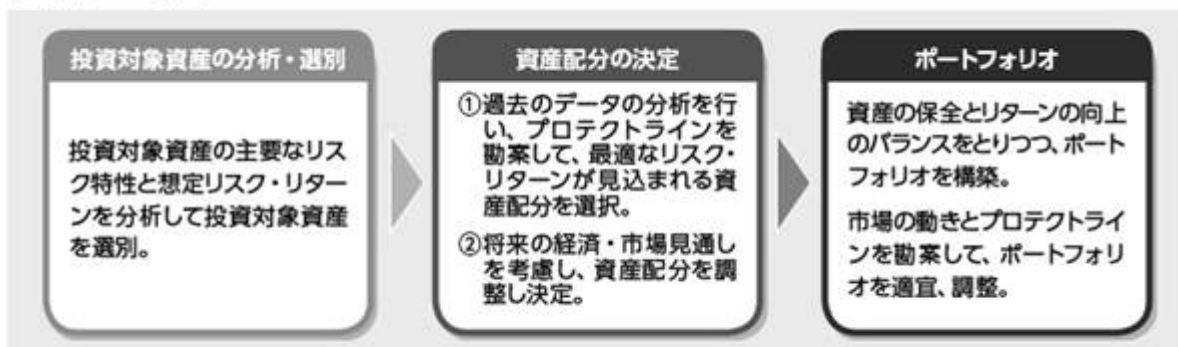 投資対象資産の分析・選別
投資対象資産の主要なリス
ク特性と想定リスク・リター
ンを分析して投資対象資産
を選別。
資産配分の決定
①過去のデータの分析を行
い、プロテクトラインを
勘案して、最適なリスク・
リターンが見込まれる資
産配分を選択。
②将来の経済・市場見通し
を考慮し、資産配分を調
整し決定。
ポートフォリオ
資産の保全とリターンの向上
のバランスをとりつつ、ポート
フォリオを構築。
市場の動きとプロテクトライ
ンを勘案して、ポートフォリ
オを適宜、調整。